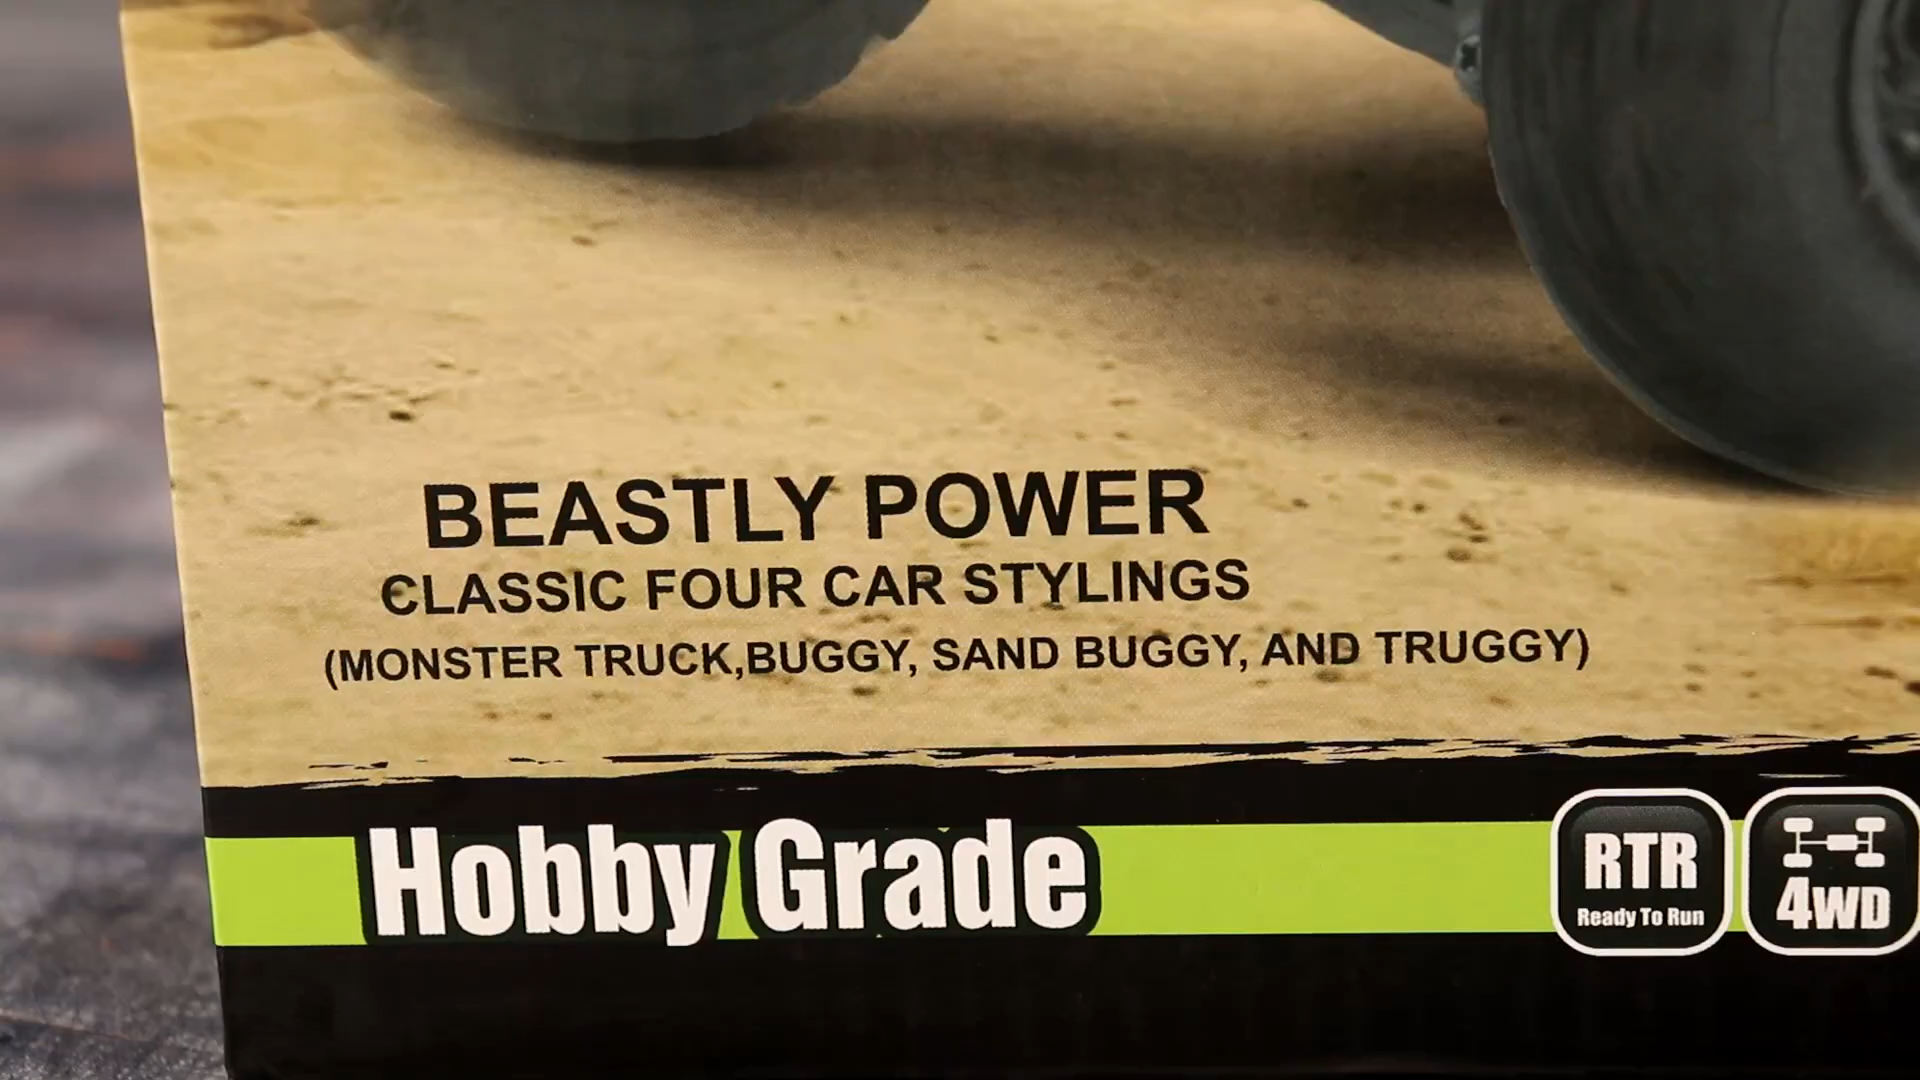 BEASTLY POWER
CLASSIC FOUR CAR STYLINGS
(MONSTER TRUCK,BUGGY, SAND BUGGY, AND TRUGGY)
Hobby Grade
RTR
Ready To Run
4WD